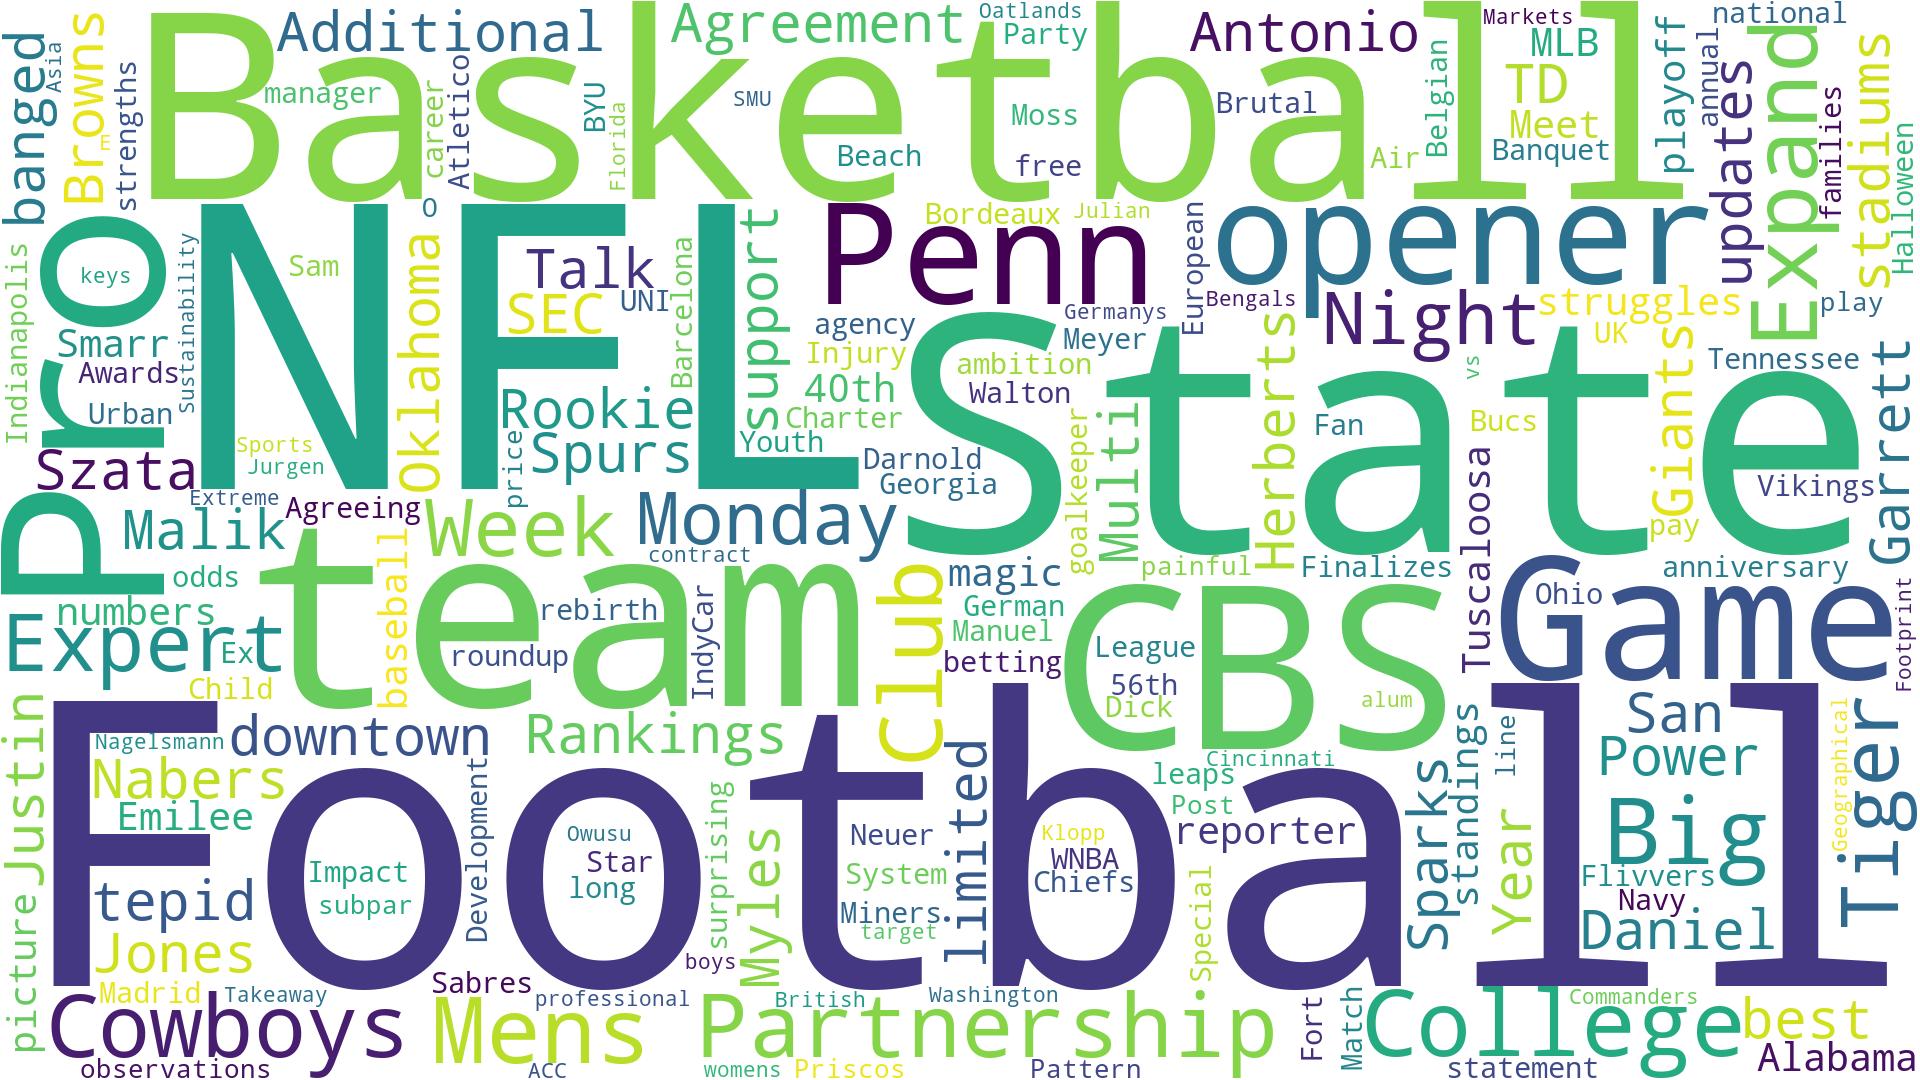 Basketball
NFL
State
Football
team
CBS
Pro
Penn
opener
Game
Additional
Agreement
Oatlands
Party
Antonio
Markets
MLB
national
banged
Asia
Browns
E
strengths
manager
career
Atletico
BYU
Florida
SMU
Moss
Beach
free
Brutal
Belgian
Air
TD
Meet
Banquet
playoff
annual
updates
Expand
families
stadiums
Halloween
O
keys
Indianapolis
Sustainability
Sam
Oklahoma
Talk
SEC
UNI
Barcelona
support
Bordeaux
Julian
European
Bengals
Germanys
Meyer
Night
struggles
UK
play
Smarr
Awards
Urban
agency
Injury
ambition
Walton
40th
Charter
Youth
Rookie
Spurs
price
Sports
Jurgen
Szata
Extreme
Agreeing
Darnold
Georgia
goalkeeper
Multi
Herberts
Fan
vs
Bucs
Giants
Tennessee
Garrett
Vikings
Tuscaloosa
pay
Malik
odds
numbers
Expert
Ex
Child
baseball
Week
Monday
contract
rebirth
roundup
IndyCar
Club
magic
German
Manuel
betting
painful
Finalizes
anniversary
Ohio
Footprint
League
56th
Dick
alum
Justin
picture
Nagelsmann
downtown
Nabers
Emilee
Rankings
Development
tepid
Jones
Impact
subpar
Owusu
Star
long
surprising
boys
Myles
Neuer
System
Miners
target
limited
Klopp
WNBA
Chiefs
Cincinnati
leaps
Post
reporter
Special
Sparks
standings
line
Year
San
Power
Big
Flivvers
Navy
Daniel
Geographical
Tiger
Madrid
Takeaway
Sabres
professional
Cowboys
observations
Mens
ACC
Partnership
British
Washington
womens
Priscos
Pattern
Fort
Match
College
Commanders
statement
best
Alabama